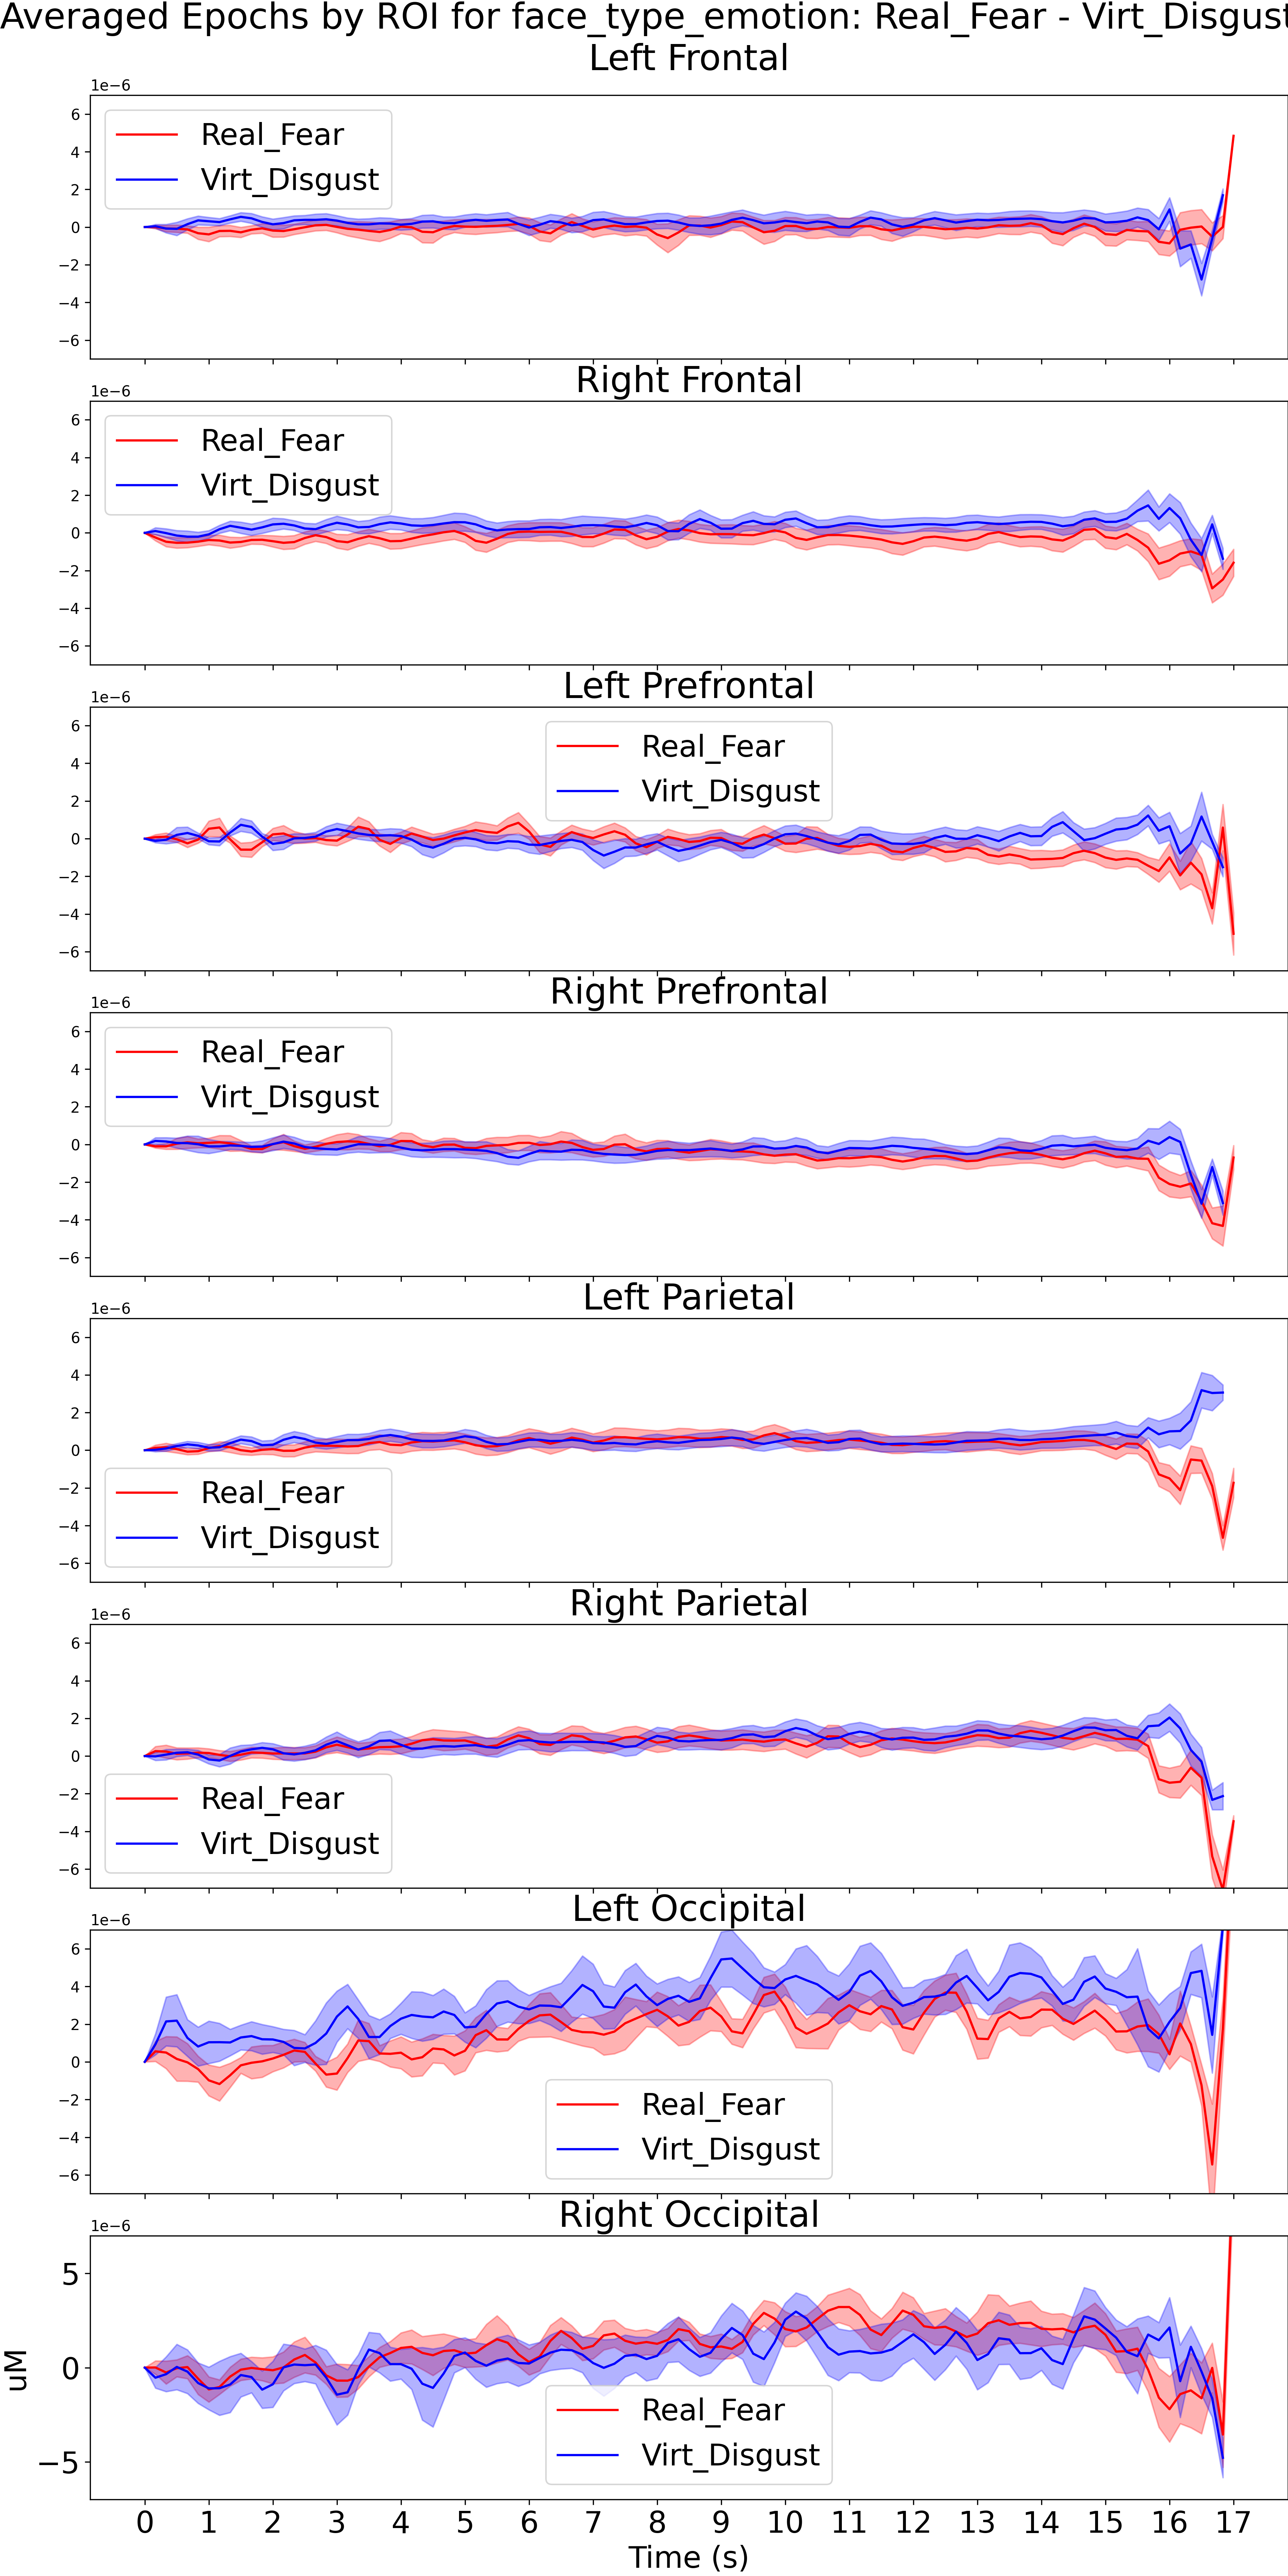 Averaged Epochs by ROI for face_type_emotion: Real_Fear - Virt_Disgust
Left Frontal
1e−6
6
4
2
0
−2
−4
−6
Real_Fear
Virt_Disgust
Right Frontal
1e−6
6
4
2
0
−2
−4
−6
Real_Fear
Virt_Disgust
Left Prefrontal
1e−6
6
4
2
0
−2
−4
−6
Real_Fear
Virt_Disgust
Right Prefrontal
1e−6
6
4
2
0
−2
−4
−6
Real_Fear
Virt_Disgust
Left Parietal
1e−6
6
4
2
0
−2
−4
−6
Real_Fear
Virt_Disgust
Right Parietal
1e−6
6
4
2
0
−2
−4
−6
Real_Fear
Virt_Disgust
Left Occipital
1e−6
6
4
2
0
−2
−4
−6
Real_Fear
Virt_Disgust
Right Occipital
1e−6
5
0
−5
uM
Real_Fear
Virt_Disgust
0 1 2 3 4 5 6 7 8 9 10 11 12 13 14 15 16 17
Time (s)